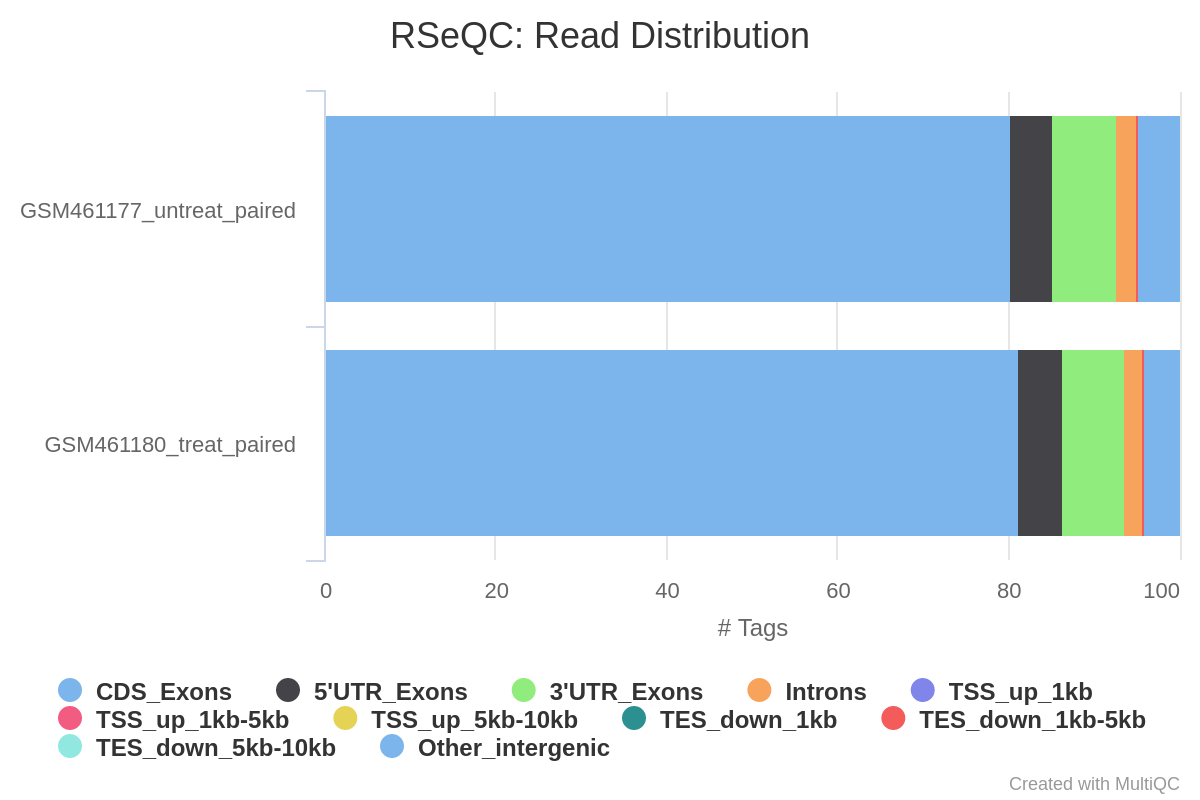 RSeQC: Read Distribution
GSM461177_untreat_paired
GSM461180_treat_paired
0 20 40 60 80 100
# Tags
CDS_Exons 5'UTR_Exons 3'UTR_Exons Introns TSS_up_1kb
TSS_up_1kb-5kb TSS_up_5kb-10kb TES_down_1kb TES_down_1kb-5kb
TES_down_5kb-10kb Other_intergenic
Created with MultiQC